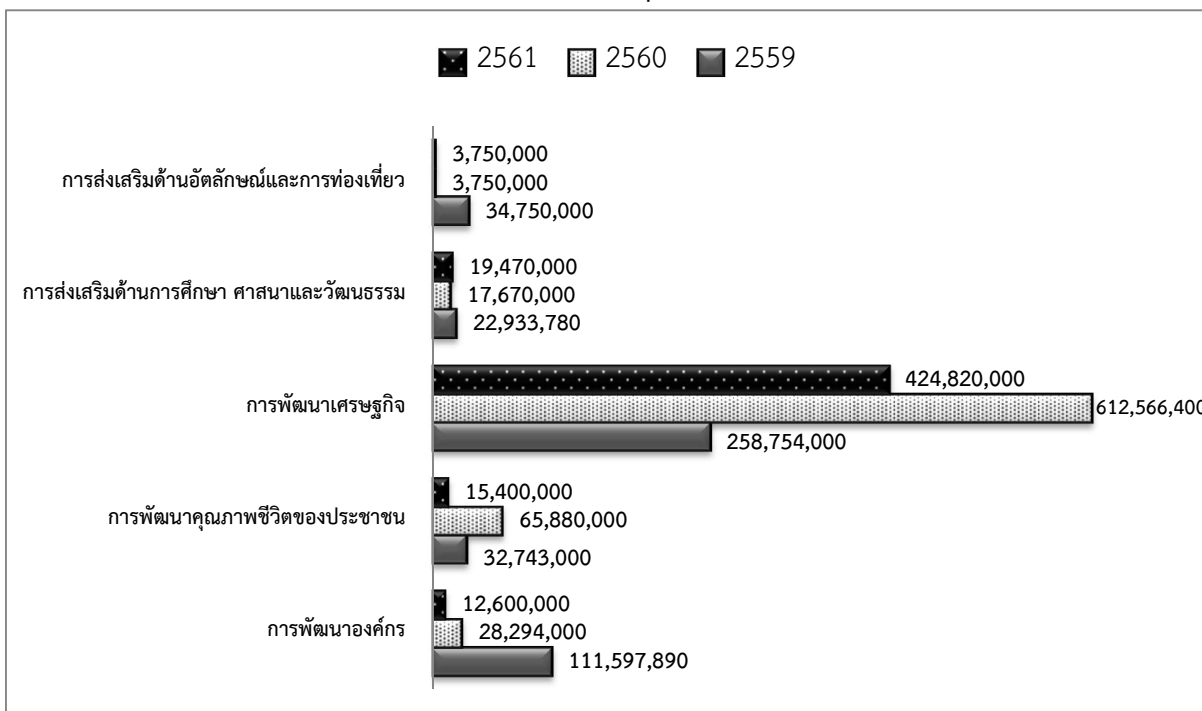 2561 2560 2559
การส่งเสริมด้านอัตลักษณ์และการท่องเที่ยว
3,750,000
3,750,000
34,750,000
การส่งเสริมด้านการศึกษา ศาสนาและวัฒนธรรม
19,470,000
17,670,000
22,933,780
การพัฒนาเศรษฐกิจ
424,820,000
612,566,400
258,754,000
การพัฒนาคุณภาพชีวิตของประชาชน
15,400,000
65,880,000
32,743,000
การพัฒนาองค์กร
12,600,000
28,294,000
111,597,890